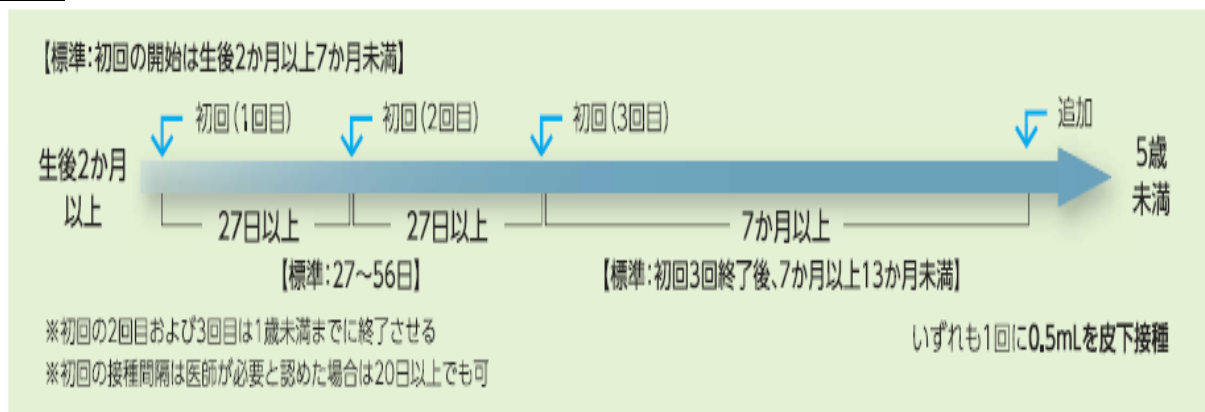 【標準:初回の開始は生後2か月以上7か月未満】
初回(1回目)
初回(2回目)
初回(3回目)
追加
生後2か月
以上
5歳
未満
27日以上
27日以上
7か月以上
【標準:27~56日】
【標準:初回3回終了後、7か月以上13か月未満】
※初回の2回目および3回目は1歳未満までに終了させる
いずれも1回に0.5mLを皮下接種
※初回の接種間隔は医師が必要と認めた場合は20日以上でも可